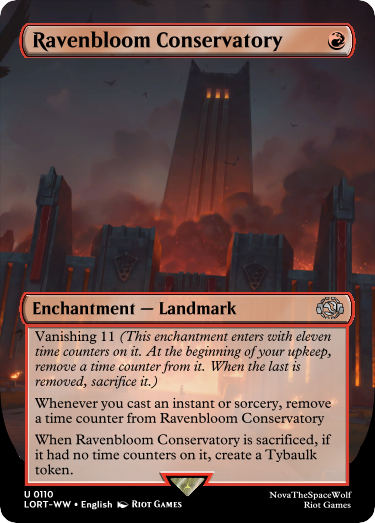 Ravenbloom Conservatory
Enchantment — Landmark
Vanishing 11 (This enchantment enters with eleven
time counters on it. At the beginning of your upkeep,
remove a time counter from it. When the last is
removed, sacrifice it.)
Whenever you cast an instant or sorcery, remove
a time counter from Ravenbloom Conservatory
When Ravenbloom Conservatory is sacrificed, if
it had no time counters on it, create a Tybaulk
token.
U 0110
LORT-WW • English RIOT GAMES
NovaTheSpaceWolf
Riot Games